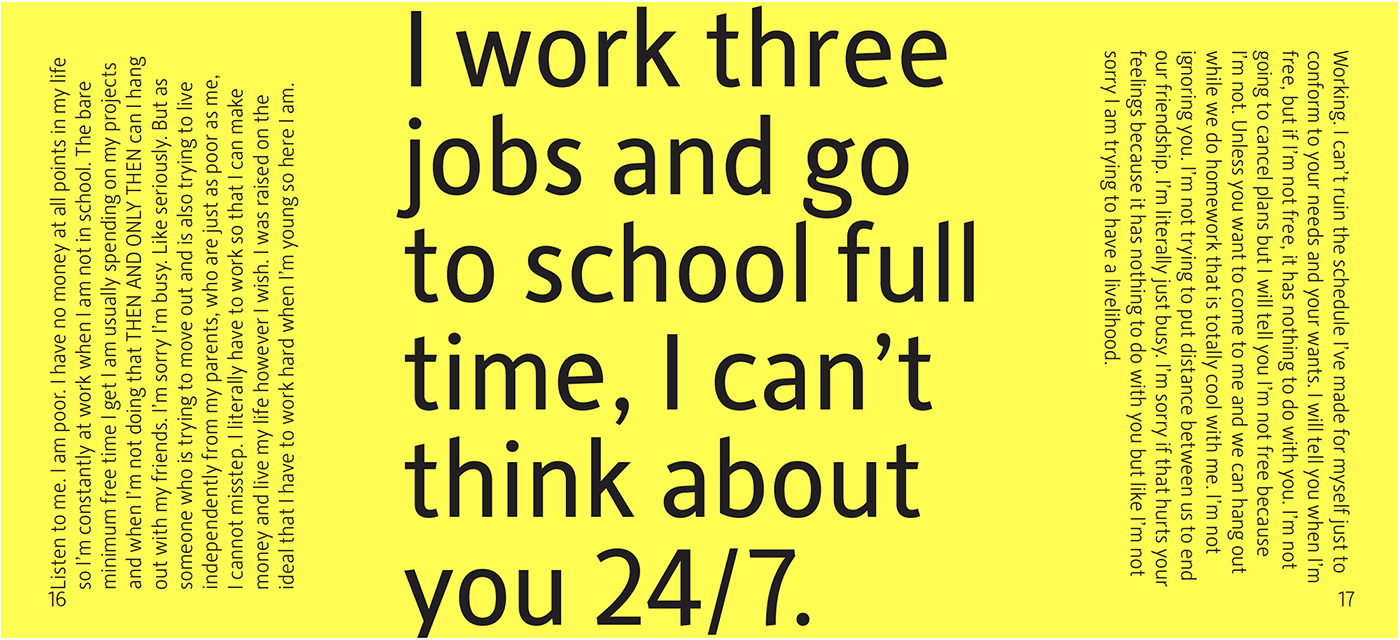 Listen to me. I am poor. I have no money at all points in my life
so I'm constantly at work when I am not in school. The bare
minimum free time I get I am usually spending on my projects
and when I'm not doing that THEN AND ONLY THEN can I hang
out with my friends. I'm sorry I'm busy. Like seriously. But as
someone who is trying to move out and is also trying to live
independently from my parents, who are just as poor as me,
I cannot misstep. I literally have to work so that I can make
money and live my life however I wish. I was raised on the
ideal that I have to work hard when I'm young so here I am.
16
I work three
jobs and go
to school full
time, I can't
think about
you 24/7.
Working. I can't ruin the schedule I've made for myself just to
conform to your needs and your wants. I will tell you when I'm
free, but if I'm not free, it has nothing to do with you. I'm not
going to cancel plans but I will tell you I'm not free because
I'm not. Unless you want to come to me and we can hang out
while we do homework that is totally cool with me. I'm not
ignoring you. I'm not trying to put distance between us to end
our friendship. I'm literally just busy. I'm sorry if that hurts your
feelings because it has nothing to do with you but like I'm not
sorry I am trying to have a livelihood.
17